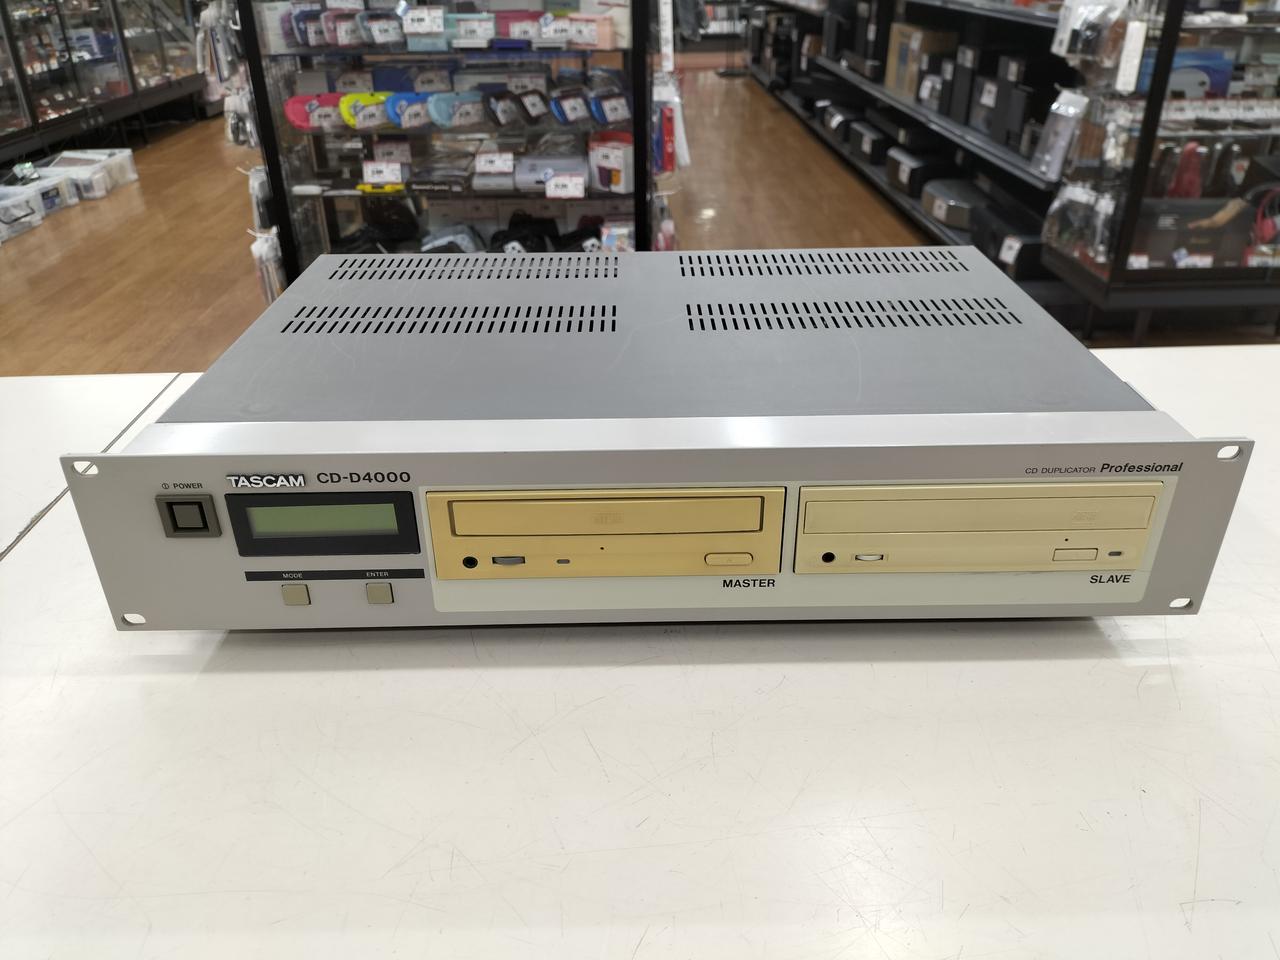 POWER
TASCAM CD-D4000
CD DUPLICATOR Professional
MODE
ENTER
MASTER
SLAVE